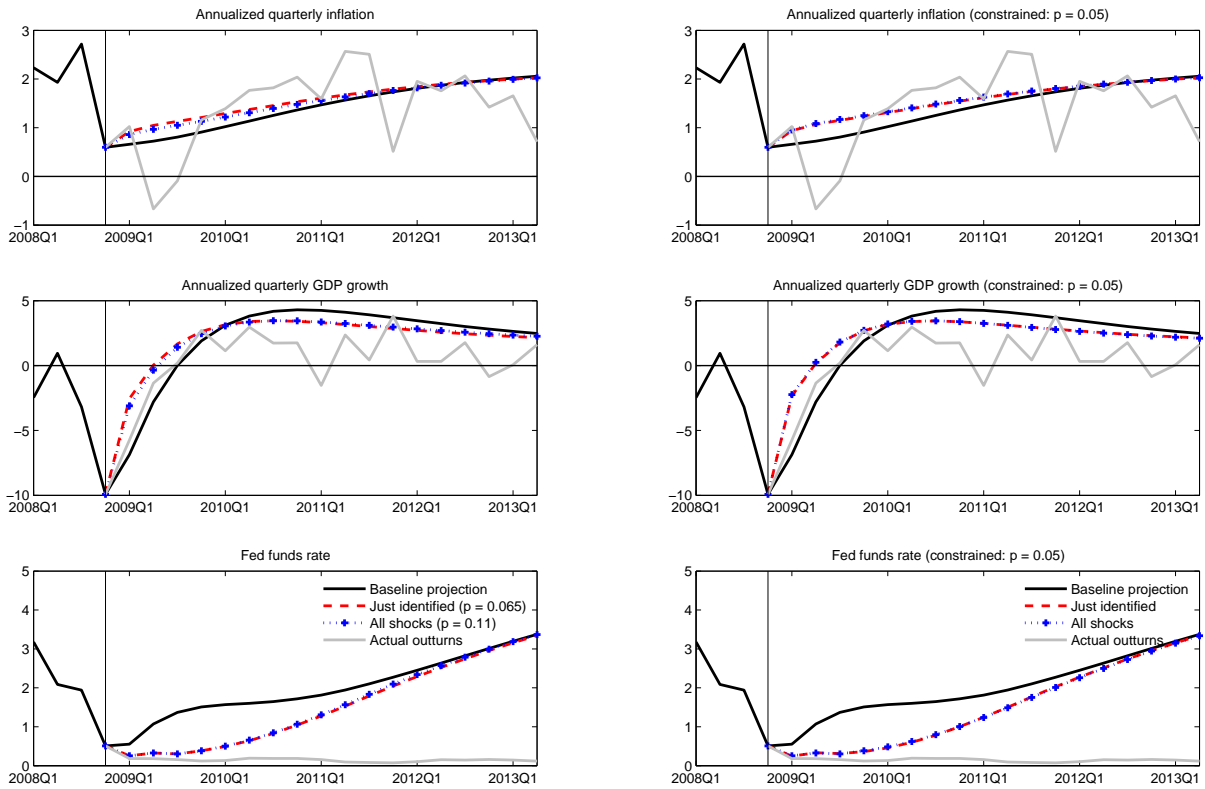 Annualized quarterly inflation
3
2
1
0
−1
2008Q1 2009Q1 2010Q1 2011Q1 2012Q1 2013Q1
Annualized quarterly inflation (constrained: p = 0.05)
3
2
1
0
−1
2008Q1 2009Q1 2010Q1 2011Q1 2012Q1 2013Q1
Annualized quarterly GDP growth
5
0
−5
−10
2008Q1 2009Q1 2010Q1 2011Q1 2012Q1 2013Q1
Annualized quarterly GDP growth (constrained: p = 0.05)
5
0
−5
−10
2008Q1 2009Q1 2010Q1 2011Q1 2012Q1 2013Q1
Fed funds rate
5
4
3
2
1
0
Baseline projection
Just identified (p = 0.065)
All shocks (p = 0.11)
Actual outturns
2008Q1 2009Q1 2010Q1 2011Q1 2012Q1 2013Q1
Fed funds rate (constrained: p = 0.05)
5
4
3
2
1
0
Baseline projection
Just identified
All shocks
Actual outturns
2008Q1 2009Q1 2010Q1 2011Q1 2012Q1 2013Q1